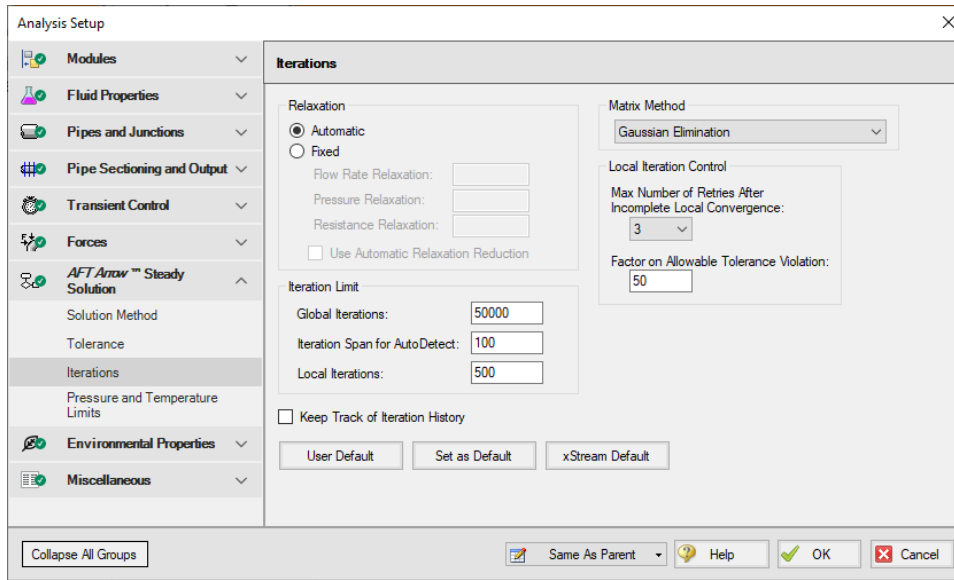 Analysis Setup
Modules
Fluid Properties
Pipes and Junctions
Pipe Sectioning and Output
Transient Control
Forces
AFT Arrow ™ Steady
Solution
Solution Method
Tolerance
Iterations
Pressure and Temperature
Limits
Environmental Properties
Miscellaneous
Iterations
Relaxation
Automatic
Fixed
Flow Rate Relaxation:
Pressure Relaxation:
Resistance Relaxation:
Use Automatic Relaxation Reduction
Iteration Limit
Global Iterations: 50000
Iteration Span for AutoDetect: 100
Local Iterations: 500
Keep Track of Iteration History
User Default Set as Default xStream Default
Matrix Method
Gaussian Elimination
Local Iteration Control
Max Number of Retries After
Incomplete Local Convergence:
3
Factor on Allowable Tolerance Violation:
50
Collapse All Groups Same As Parent Help OK Cancel